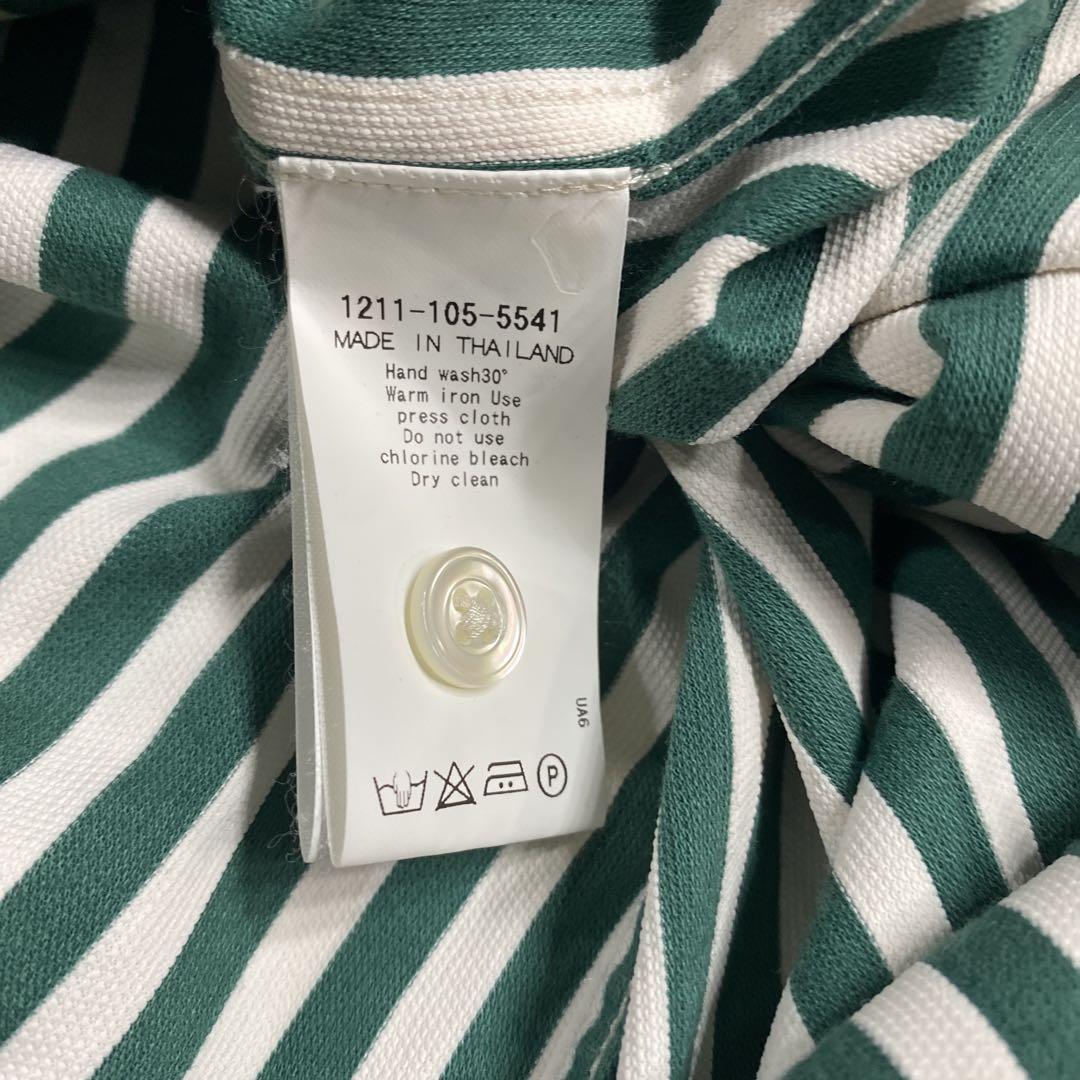 1211-105-5541
MADE IN THAILAND
Hand wash30°
Warm iron Use
press cloth
Do not use
chlorine bleach
Dry clean
UA6
P